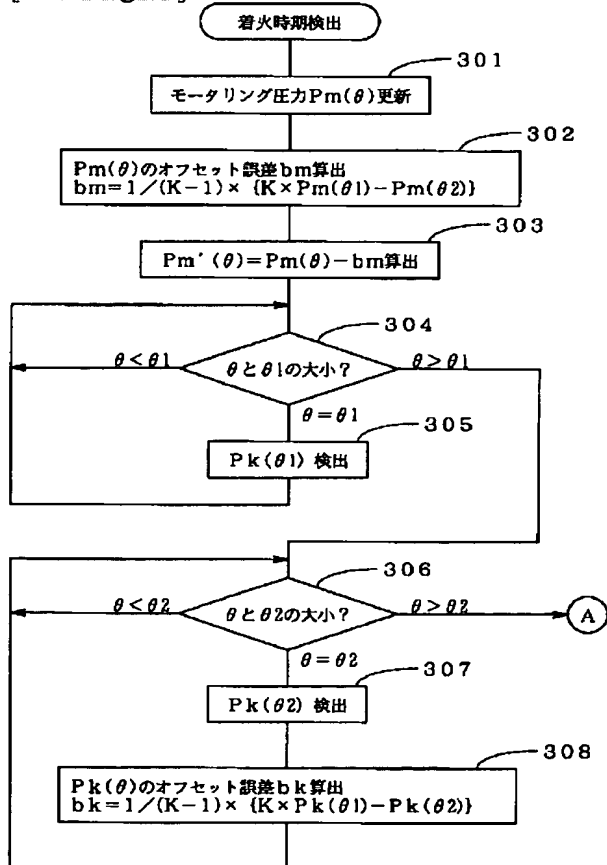 着火時期検出
301
モータリング圧力Pm(θ)更新
302
Pm(θ)のオフセット誤差bm算出
bm=1/(K-1)×{K×Pm(θ1)-Pm(θ2)}
303
Pm'(θ)=Pm(θ)-bm算出
304
θ<θ1
θとθ1の大小?
θ>θ1
θ=θ1
305
Pk(θ1)検出
306
θ<θ2
θとθ2の大小?
θ>θ2
A
θ=θ2
307
Pk(θ2)検出
308
Pk(θ)のオフセット誤差bk算出
bk=1/(K-1)×{K×Pk(θ1)-Pk(θ2)}